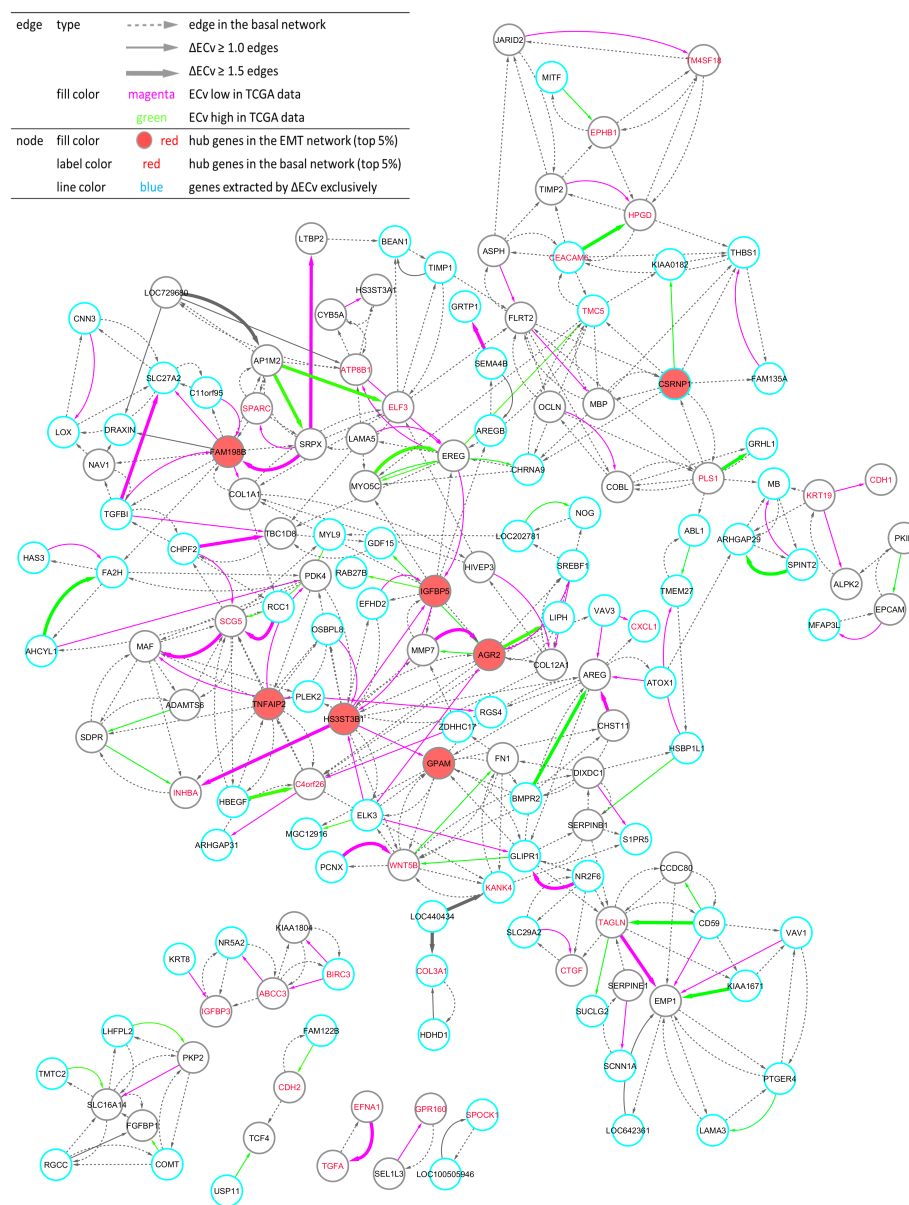 edge type edge in the basal network
ΔECv ≥ 1.0 edges
ΔECv ≥ 1.5 edges
fill color magenta ECv low in TCGA data
green ECv high in TCGA data
node fill color red hub genes in the EMT network (top 5%)
label color red hub genes in the basal network (top 5%)
line color blue genes extracted by ΔECv exclusively
JARID2
TM4SF18
MITF
EPHB1
TIMP2
HPGD
LTBP2
BEAN1
ASPH
CEACAM6
THBS1
TIMP1
KIAA0182
LOC729680
HS3ST3A1
CNN3
CYB5A
GRTP1
FLRT2
TMC5
AP1M2
SEMA4B
ATP8B1
SLC27A2
CSRNP1
FAM135A
C11orf95
SPARC
ELF3
OCLN
MBP
LOX
DRAXIN
AREGB
SRPX
LAMA5
GRHL1
FAM198B
EREG
NAV1
CHRNA9
MYO5C
COBL
PLS1
MB
KRT19
CDH1
COL1A1
TGFBI
NOG
TBC1D8
MYL9
GDF15
LOC202781
ABL1
ARHGAP29
CHPF2
HAS3
FA2H
RAB27B
HIVEP3
SREBF1
SPINT2
ALPK2
PDK4
IGFBP5
TMEM27
EFHD2
LIPH
VAV3
CXCL1
MFAP3L
EPCAM
RCC1
SCG5
OSBPL8
AHCYL1
MAF
MMP7
AGR2
COL12A1
AREG
ATOX1
ADAMTS6
TNFAIP2
PLEK2
HS3ST3B1
RGS4
ZDHHC17
CHST11
SDPR
HSBP1L1
GPAM
FN1
DIXDC1
INHBA
HBEGF
C4orf26
BMPR2
ELK3
SERPINB1
ARHGAP31
MGC12916
S1PR5
PCNX
WNT5B
GLIPR1
KANK4
NR2F6
CCDC80
LOC440434
SLC29A2
TAGLN
CD59
VAV1
KIAA1804
NR5A2
KRT8
BIRC3
COL3A1
CTGF
ABCC3
SERPINE1
KIAA1671
IGFBP3
SUCLG2
EMP1
HDHD1
FAM122B
LHFPL2
PKP2
SCNN1A
TMTC2
PTGER4
CDH2
SLC16A14
EFNA1
GPR160
SPOCK1
FGFBP1
LAMA3
TCF4
LOC642361
RGCC
COMT
TGFA
SEL1L3
LOC100505946
USP11